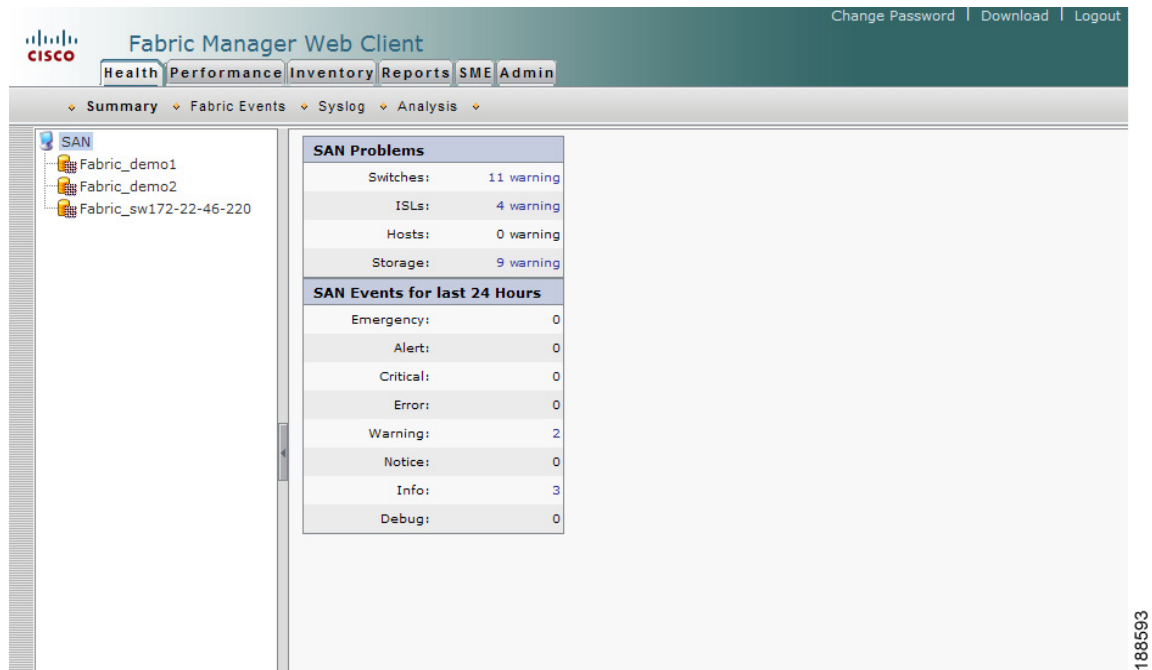 Change Password | Download | Logout
CISCO
Fabric Manager Web Client
Health Performance Inventory Reports SME Admin
Summary Fabric Events Syslog Analysis
SAN
Fabric_demo1
Fabric_demo2
Fabric_sw172-22-46-220
SAN Problems
Switches: 11 warning
ISLs: 4 warning
Hosts: 0 warning
Storage: 9 warning
SAN Events for last 24 Hours
Emergency: 0
Alert: 0
Critical: 0
Error: 0
Warning: 2
Notice: 0
Info: 3
Debug: 0
188593